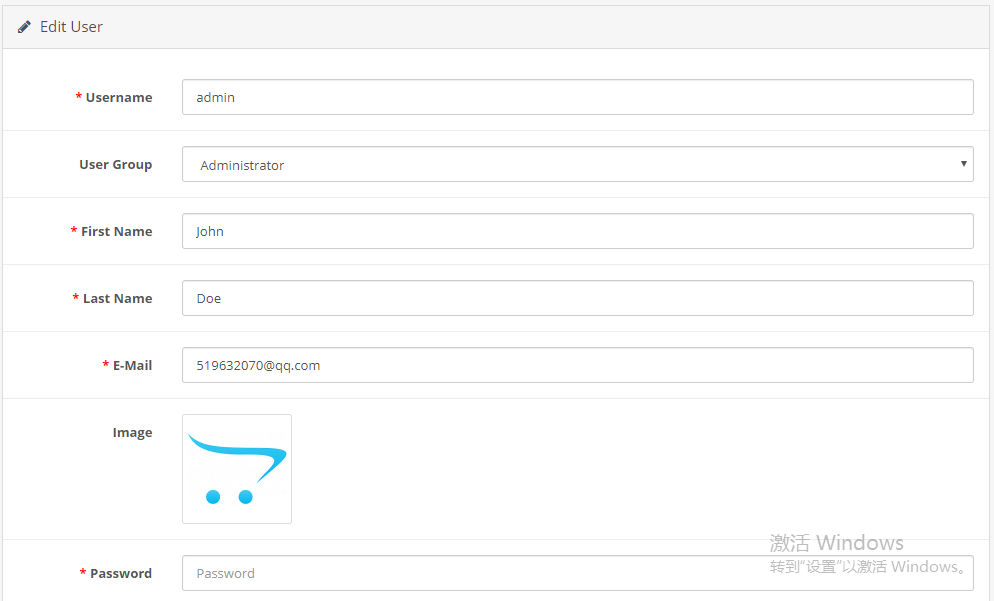 Edit User
* Username
admin
User Group
Administrator
* First Name
John
* Last Name
Doe
* E-Mail
519632070@qq.com
Image
激活 Windows
转到“设置”以激活 Windows。
* Password
Password